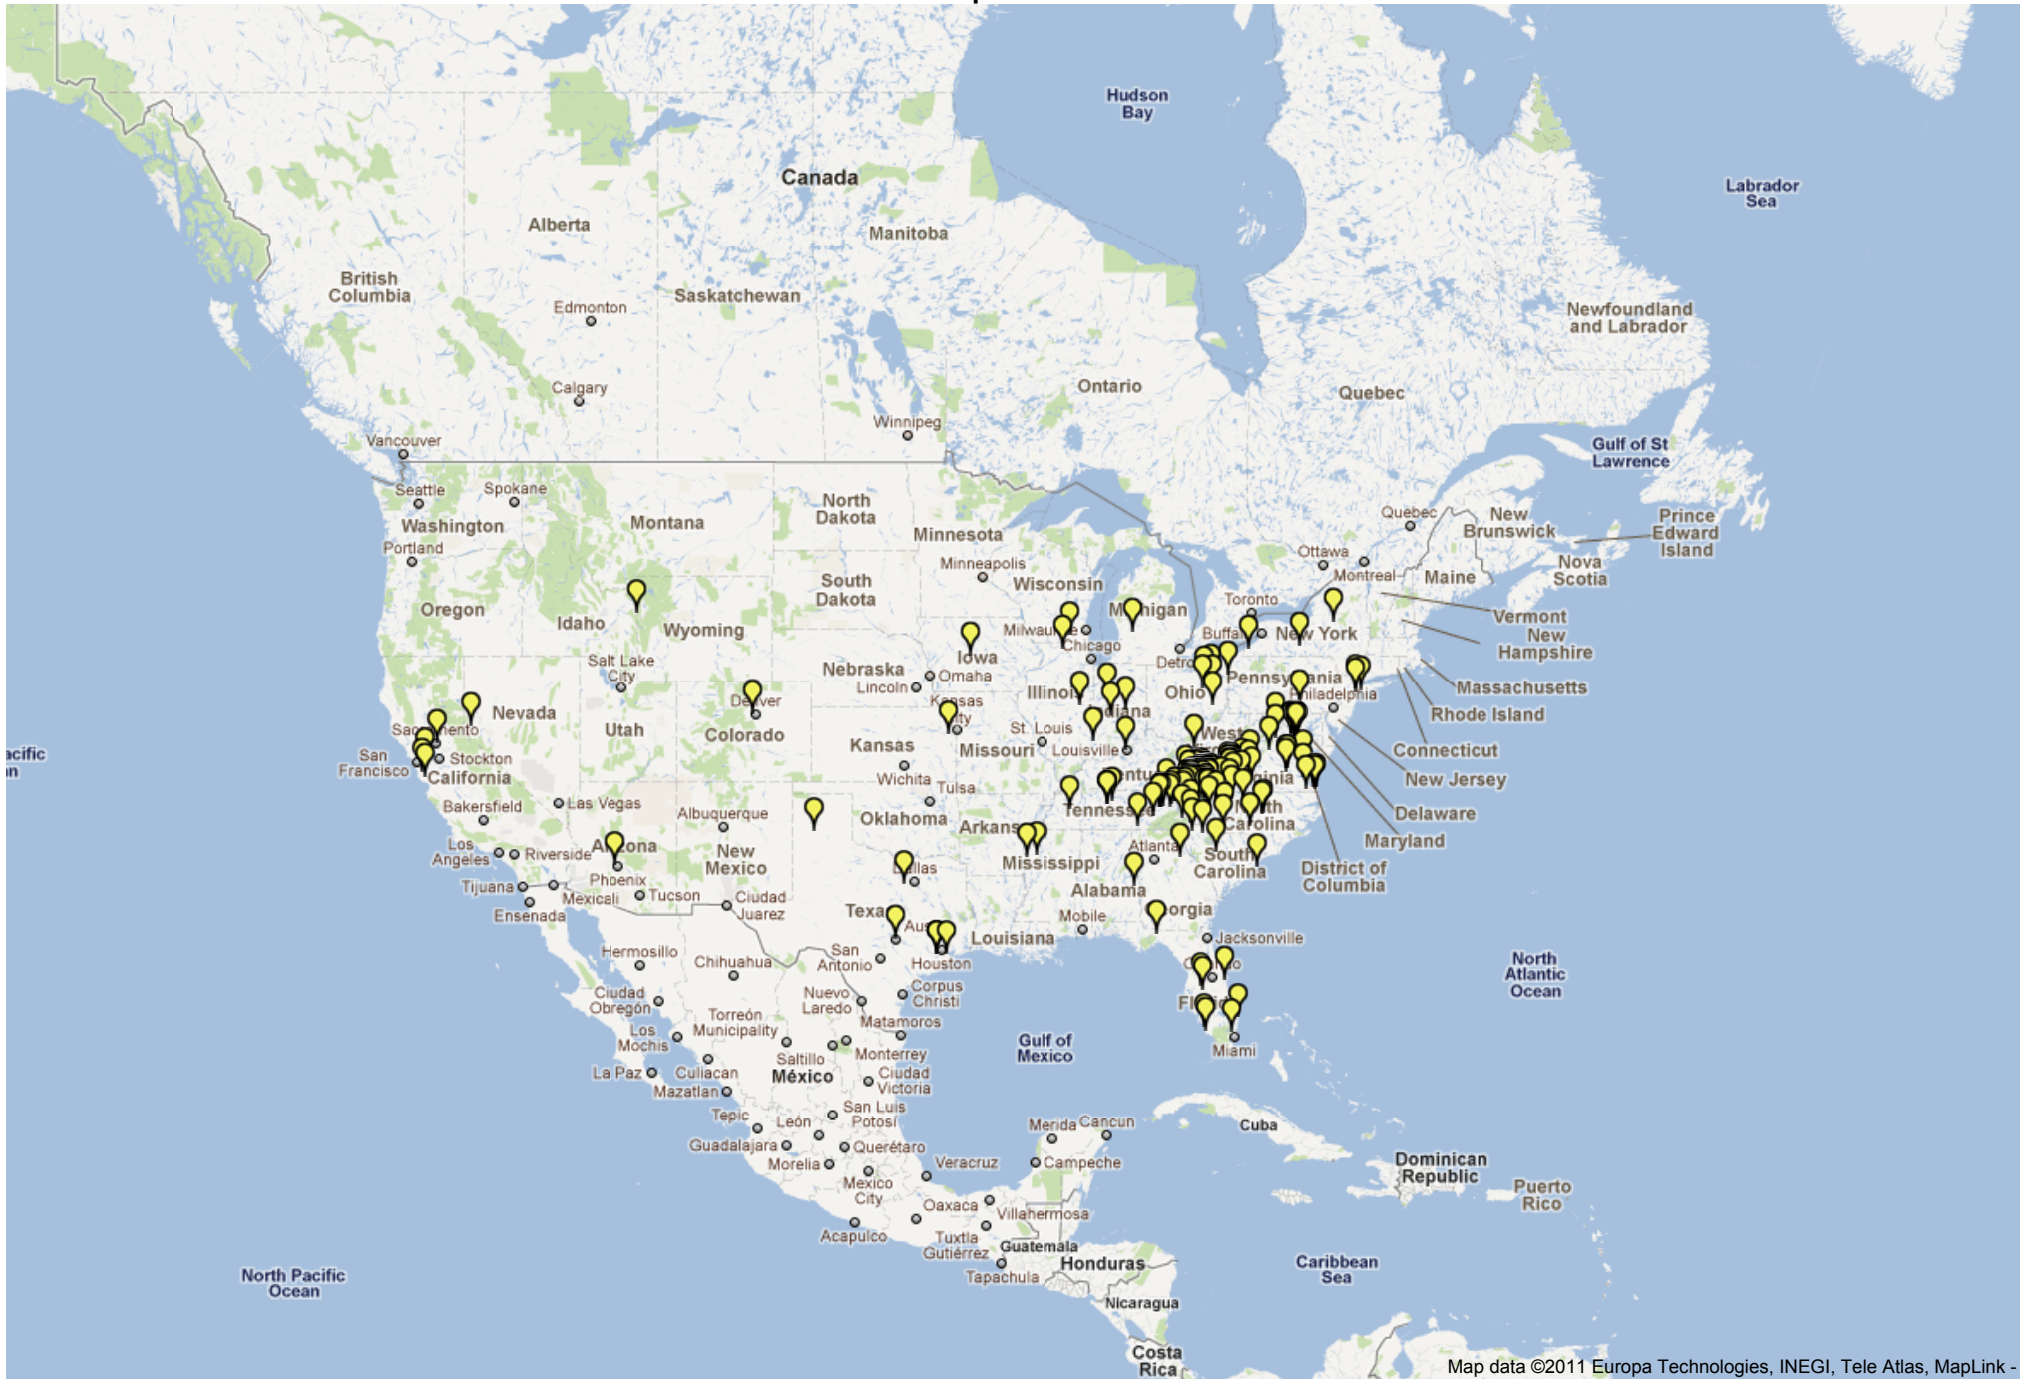 Hudson
Bay
Canada
Labrador
Sea
Alberta
Manitoba
British
Columbia
Saskatchewan
Edmonton
Newfoundland
and Labrador
Ontario
Calgary
Quebec
Winnipeg
Vancouver
Gulf of St
Lawrence
Seattle
Spokane
Washington
Montana
North
Dakota
Minnesota
Quebec
New
Brunswick
Prince
Edward
Island
Portland
Ottawa
Montreal
Maine
Nova
Scotia
Minneapolis
Wisconsin
South
Dakota
Oregon
Idaho
Wyoming
Toronto
Vermont
New
Hampshire
New York
Chicago
Iowa
Salt Lake
City
Nebraska
Omaha
Lincoln
Pennsylvania
Philadelphia
Ohio
Massachusetts
Rhode Island
Nevada
Utah
Colorado
Kansas
Missouri
St. Louis
Louisville
West
Connecticut
New Jersey
San
Francisco
Stockton
California
Kansas
Wichita
Tulsa
Bakersfield
Las Vegas
Albuquerque
Oklahoma
Tennessee
Carolina
Delaware
Maryland
District of
Columbia
Los
Angeles
Riverside
Phoenix
New
Mexico
Mississippi
Atlanta
South
Carolina
Alabama
Tijuana
Mexicali
Tucson
Ensenada
Ciudad
Juarez
Mobile
Louisiana
Jacksonville
Hermosillo
Chihuahua
San
Antonio
Houston
Corpus
Christi
North
Atlantic
Ocean
Ciudad
Obregón
Nuevo
Laredo
Los
Mochis
Torreón
Municipality
Matamoros
Saltillo
Monterrey
Gulf of
Mexico
Miami
La Paz
Culiacan
México
Ciudad
Victoria
Mazatlan
Tepic
León
San Luis
Potosí
Merida
Cancun
Cuba
Guadalajara
Querétaro
Morelia
Veracruz
Campeche
Mexico
City
Dominican
Republic
Puerto
Rico
Oaxaca
Villahermosa
Acapulco
Tuxtla
Gutiérrez
Guatemala
Honduras
Tapachula
North Pacific
Ocean
Caribbean
Sea
Nicaragua
Costa
Rica
Map data ©2011 Europa Technologies, INEGI, Tele Atlas, MapLink -